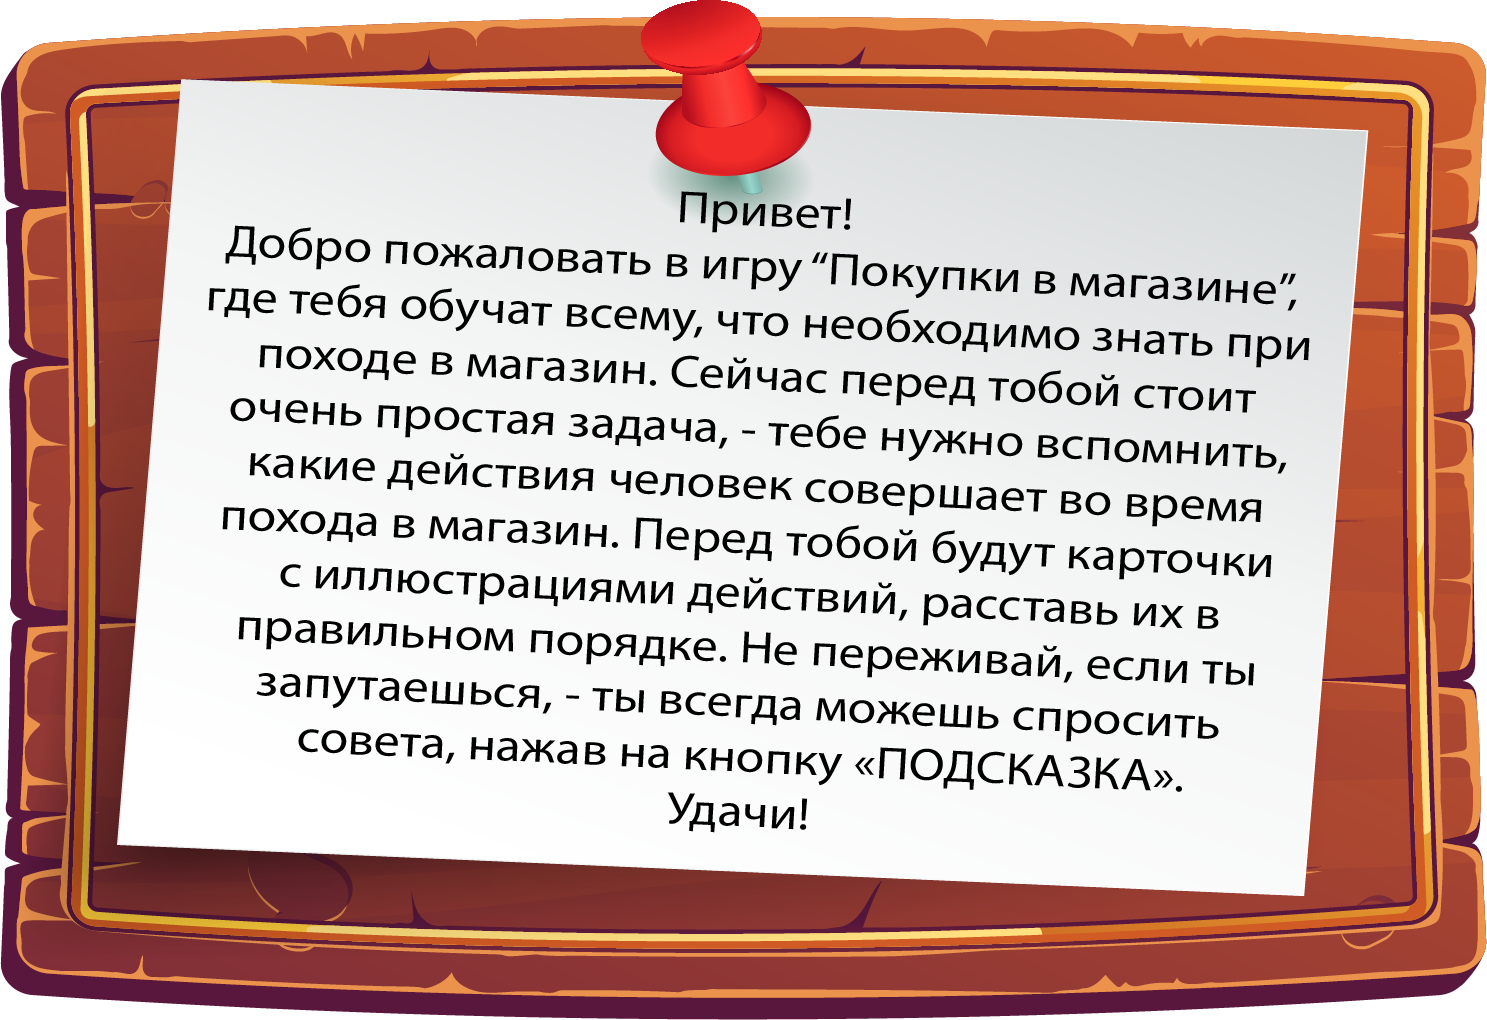 Привет!
Добро пожаловать в игру “Покупки в магазине”,
где тебя обучат всему, что необходимо знать при
походе в магазин. Сейчас перед тобой стоит
очень простая задача, - тебе нужно вспомнить,
какие действия человек совершает во время
похода в магазин. Перед тобой будут карточки
с иллюстрациями действий, расставь их в
правильном порядке. Не переживай, если ты
запутаешься, - ты всегда можешь спросить
совета, нажав на кнопку «ПОДСКАЗКА».
Удачи!